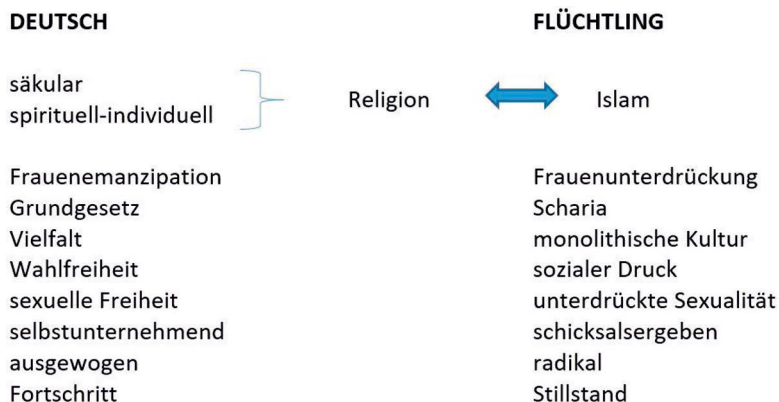 DEUTSCH FLÜCHTLING
säkular
spirituell-individuell
Religion Islam
Frauenemanzipation Frauenunterdrückung
Grundgesetz Scharia
Vielfalt monolithische Kultur
Wahlfreiheit sozialer Druck
sexuelle Freiheit unterdrückte Sexualität
selbstunternehmend schicksalsergeben
ausgewogen radikal
Fortschritt Stillstand